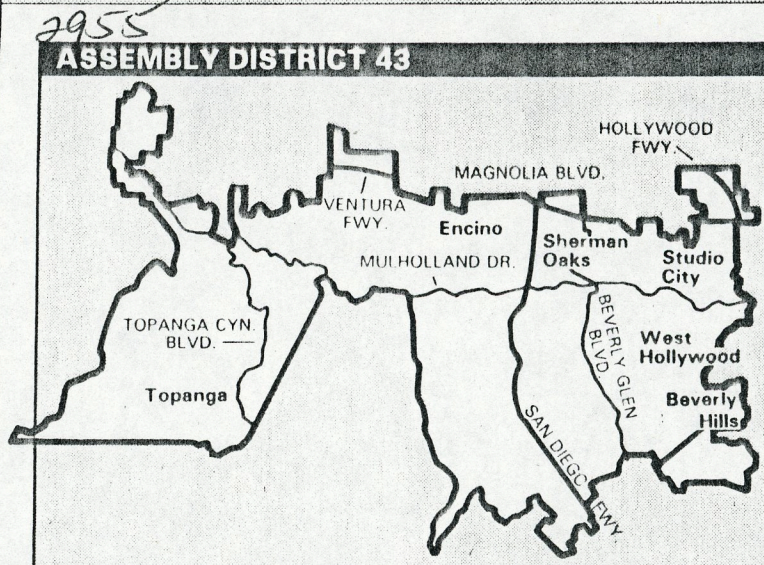 2955
ASSEMBLY DISTRICT 43
HOLLYWOOD
FWY.
MAGNOLIA BLVD.
VENTURA
FWY.
Encino
Sherman
Oaks
Studio
City
MULHOLLAND DR.
TOPANGA CYN.
BLVD.
BEVERLY GLEN
BLVD.
West
Hollywood
Topanga
Beverly
Hills
SAN DIEGO
FWY.